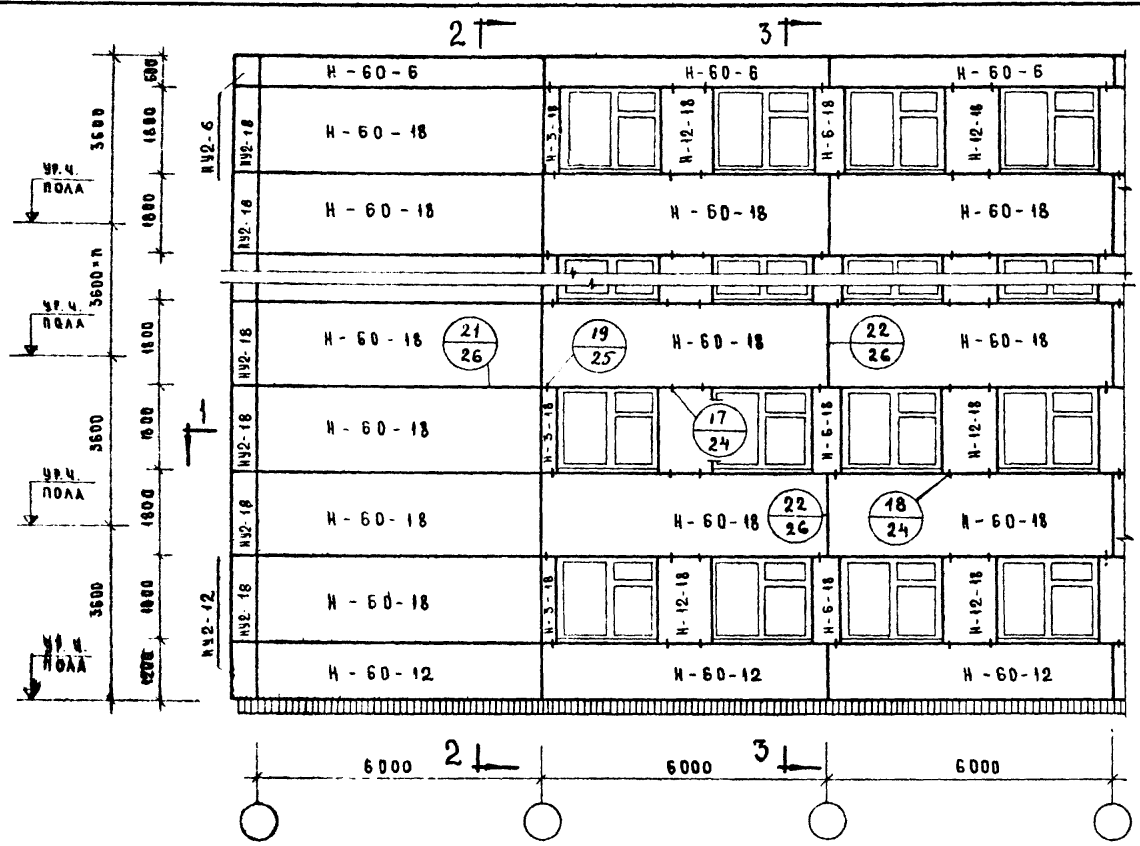 2 3
600 Н-60-6 Н-60-6 Н-60-6
3600 1800 НУ2-6 НУ2-18 Н-60-18 Н-3-18 Н-12-18 Н-6-18 Н-12-18
УР.Ч.
ПОЛА
1800 НУ2-18 Н-60-18 Н-60-18 Н-60-18
3600×п
УР.Ч.
ПОЛА
1800 НУ2-18 Н-60-18 21 19 Н-60-18 22 Н-60-18
26 25 26
1
3600 1800 НУ2-18 Н-60-18 Н-3-18 17 Н-6-18 Н-12-18
24
УР.Ч.
ПОЛА
1800 НУ2-18 Н-60-18 Н-60-18 22 18 Н-60-18
26 24
3600 1800 НУ2-12 НУ2-18 Н-60-18 Н-3-18 Н-12-18 Н-6-18 Н-12-18
УР.Ч.
ПОЛА
1200 Н-60-12 Н-60-12 Н-60-12
2 3
6000 6000 6000